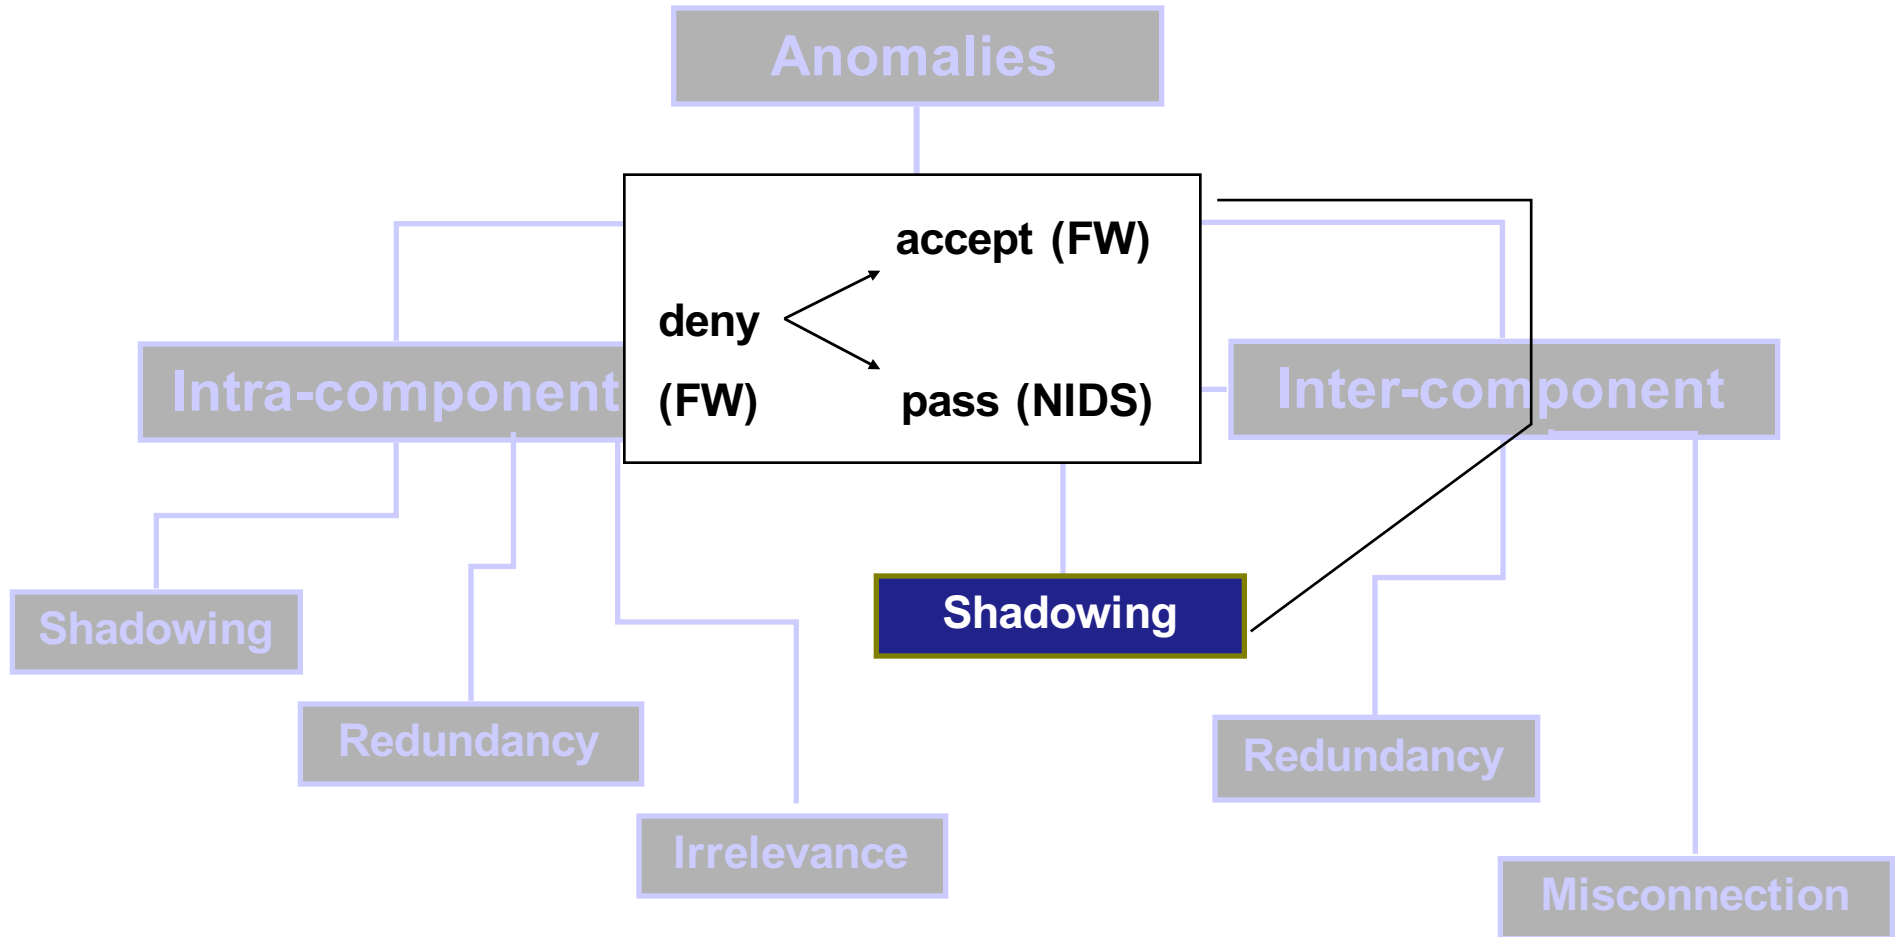 Anomalies
accept (FW)
deny
(FW)
pass (NIDS)
Intra-component
Inter-component
Shadowing
Shadowing
Redundancy
Redundancy
Irrelevance
Misconnection